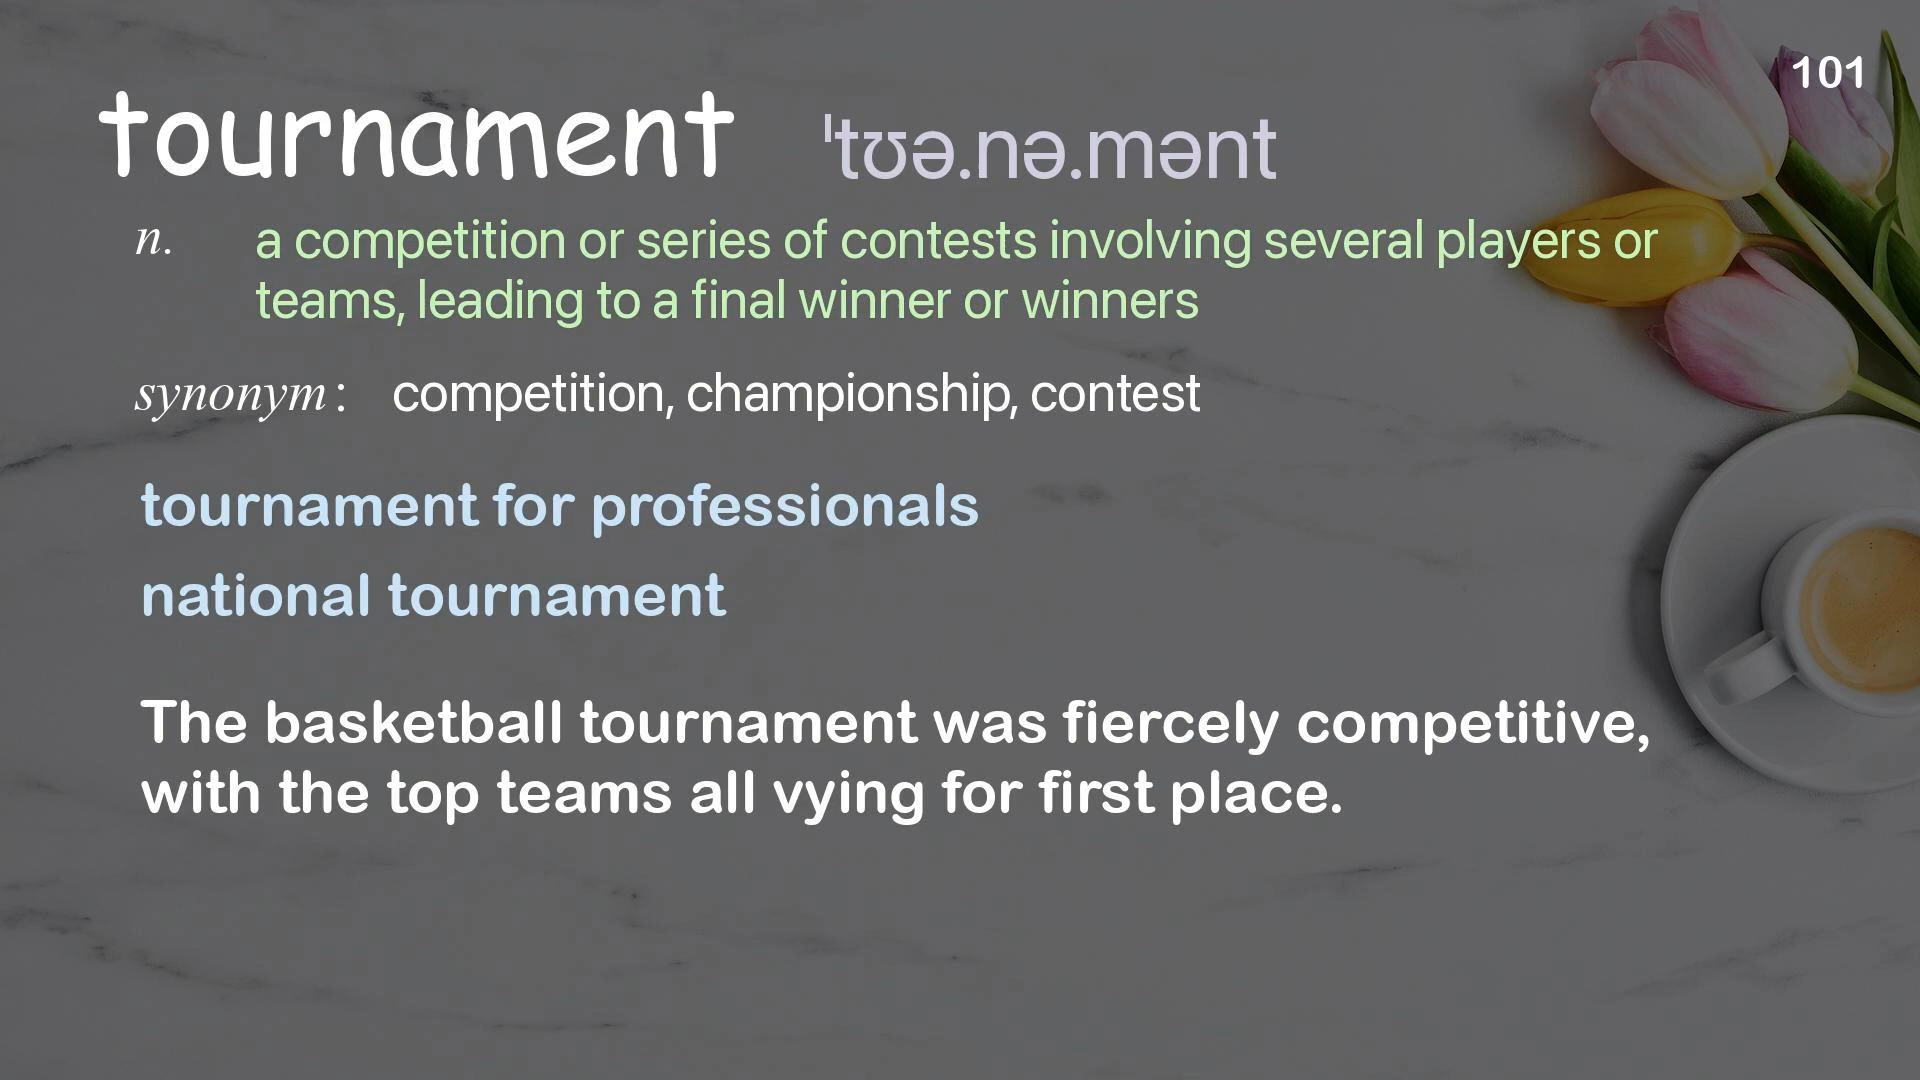 101
tournament ˈtʊə.nə.mənt
n. a competition or series of contests involving several players or
teams, leading to a final winner or winners
synonym: competition, championship, contest
tournament for professionals
national tournament
The basketball tournament was fiercely competitive,
with the top teams all vying for first place.